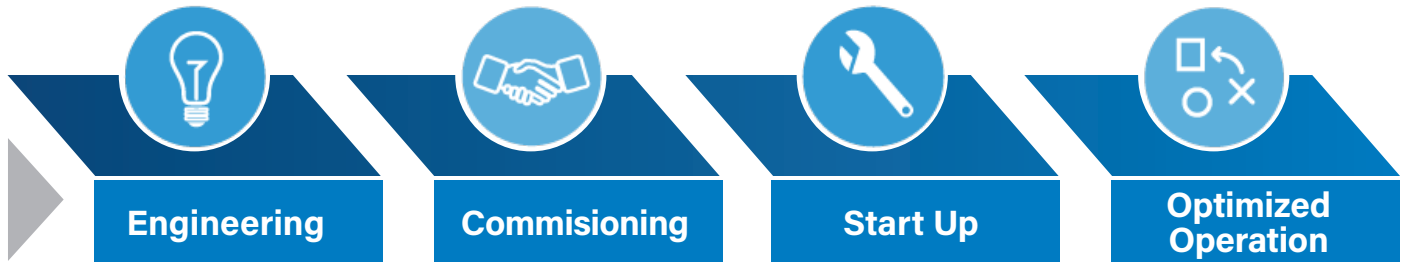 Engineering
Commisioning
Start Up
Optimized
Operation